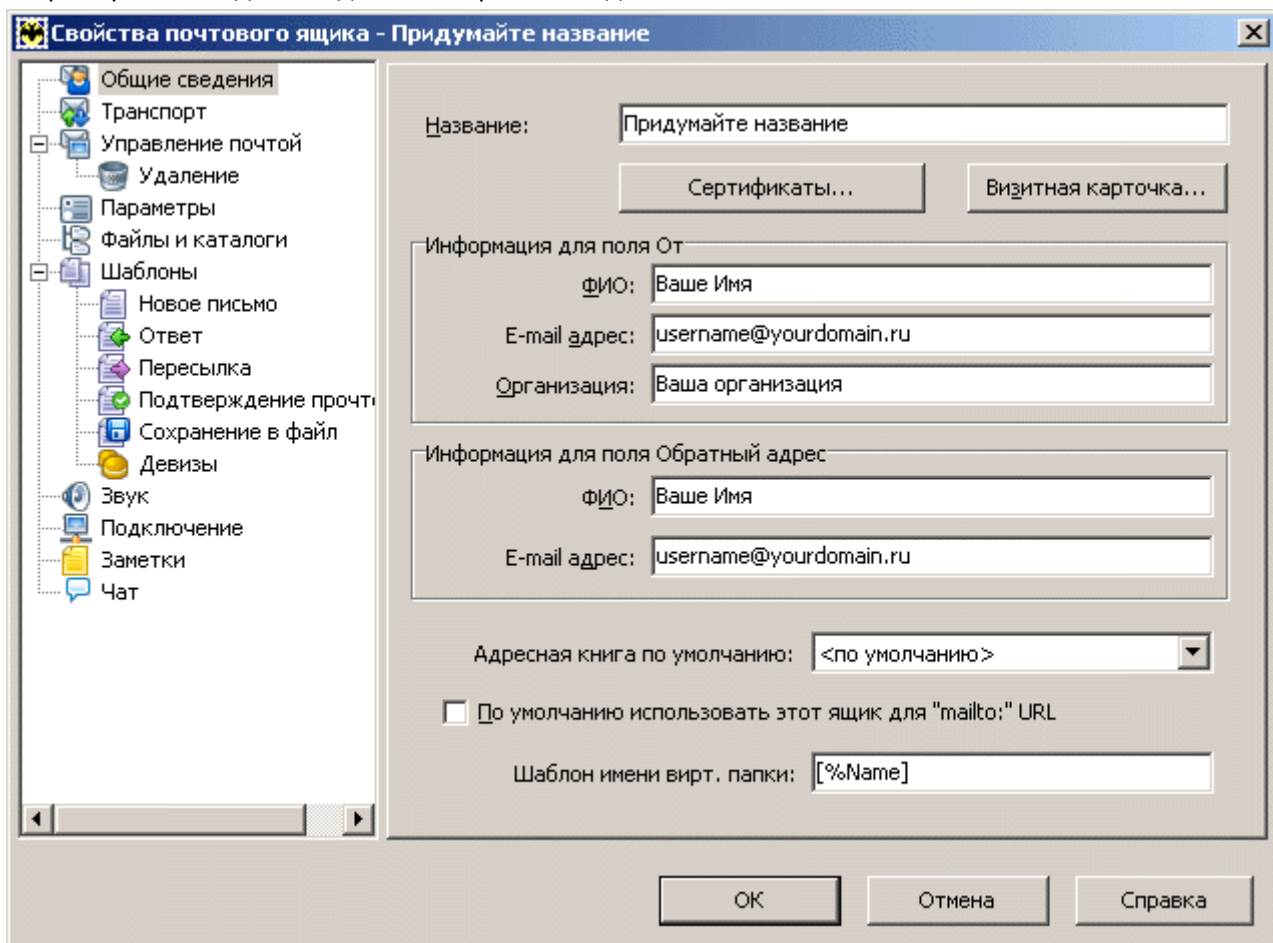 Свойства почтового ящика - Придумайте название
Общие сведения
Транспорт
Управление почтой
Удаление
Параметры
Файлы и каталоги
Шаблоны
Новое письмо
Ответ
Пересылка
Подтверждение прочт
Сохранение в файл
Девизы
Звук
Подключение
Заметки
Чат
Название: Придумайте название
Сертификаты... Визитная карточка...
Информация для поля От
ФИО: Ваше Имя
E-mail адрес: username@yourdomain.ru
Организация: Ваша организация
Информация для поля Обратный адрес
ФИО: Ваше Имя
E-mail адрес: username@yourdomain.ru
Адресная книга по умолчанию: <по умолчанию>
По умолчанию использовать этот ящик для "mailto:" URL
Шаблон имени вирт. папки: [%Name]
ОК Отмена Справка